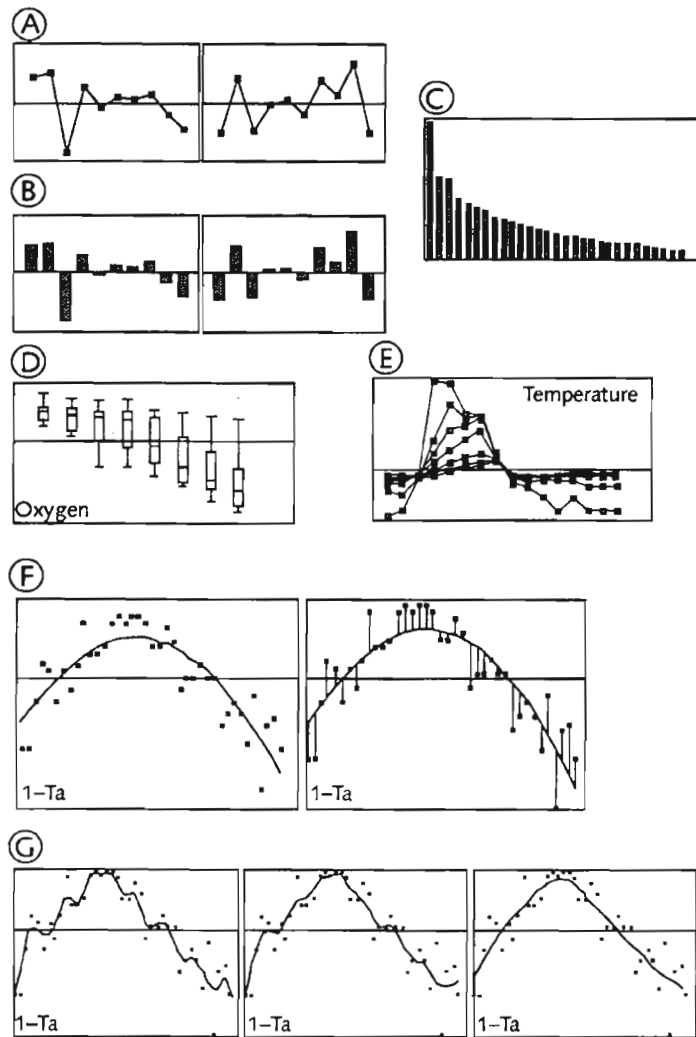 A
C
B
D
E
Temperature
Oxygen
F
1–Ta
1–Ta
G
1–Ta
1–Ta
1–Ta